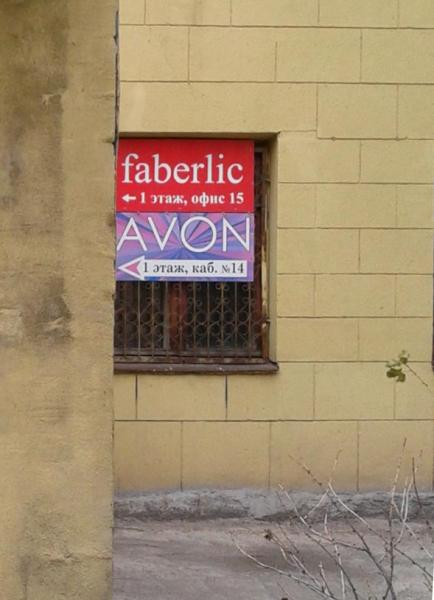 faberlic
← 1 этаж, офис 15
AVON
1 этаж, каб. №14